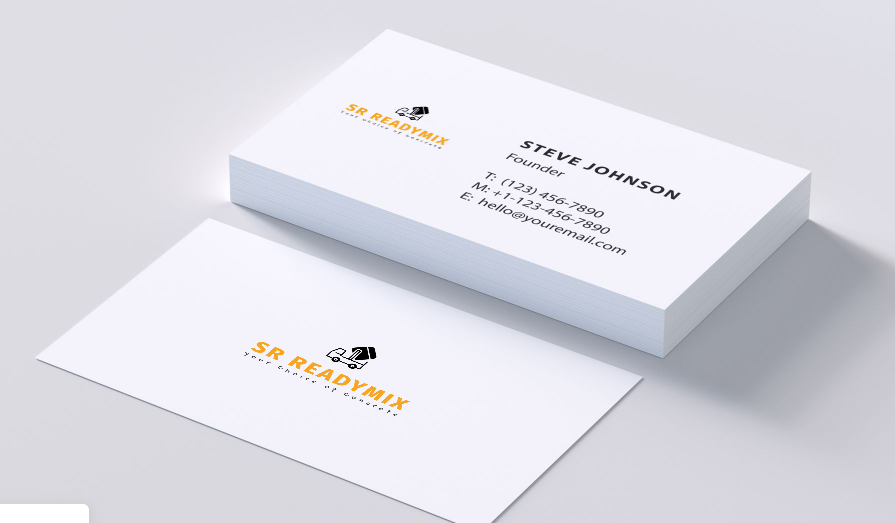 SR READYMIX
your choice of concrete
STEVE JOHNSON
Founder
T: (123) 456-7890
M: +1-123-456-7890
E: hello@youremail.com
SR READYMIX
your choice of concrete